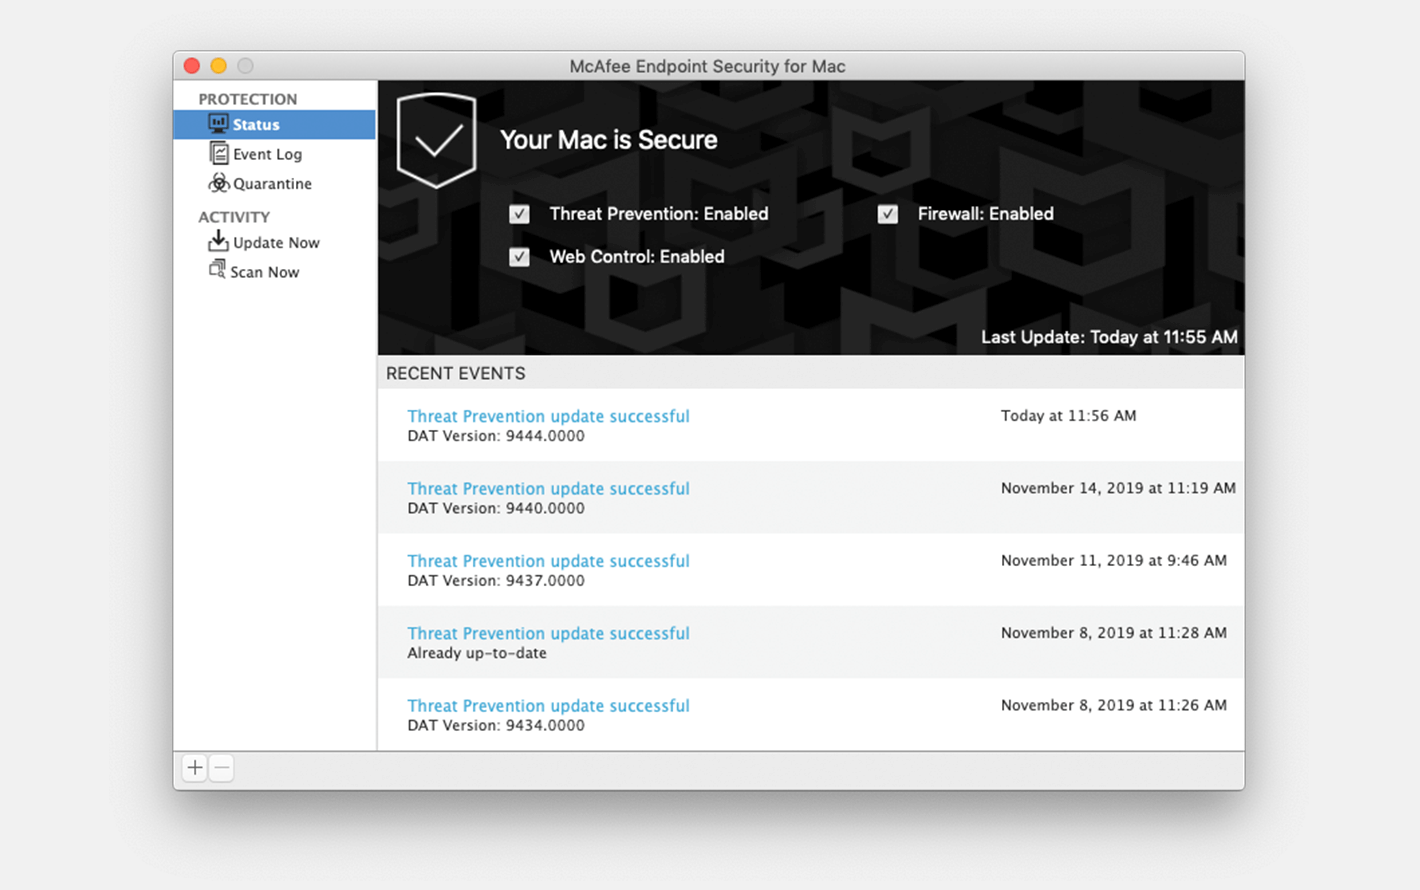 McAfee Endpoint Security for Mac
PROTECTION
Status
Event Log
Quarantine
ACTIVITY
Update Now
Scan Now
Your Mac is Secure
Threat Prevention: Enabled
Firewall: Enabled
Web Control: Enabled
Last Update: Today at 11:55 AM
RECENT EVENTS
Threat Prevention update successful
Today at 11:56 AM
DAT Version: 9444.0000
Threat Prevention update successful
November 14, 2019 at 11:19 AM
DAT Version: 9440.0000
Threat Prevention update successful
November 11, 2019 at 9:46 AM
DAT Version: 9437.0000
Threat Prevention update successful
November 8, 2019 at 11:28 AM
Already up-to-date
Threat Prevention update successful
November 8, 2019 at 11:26 AM
DAT Version: 9434.0000